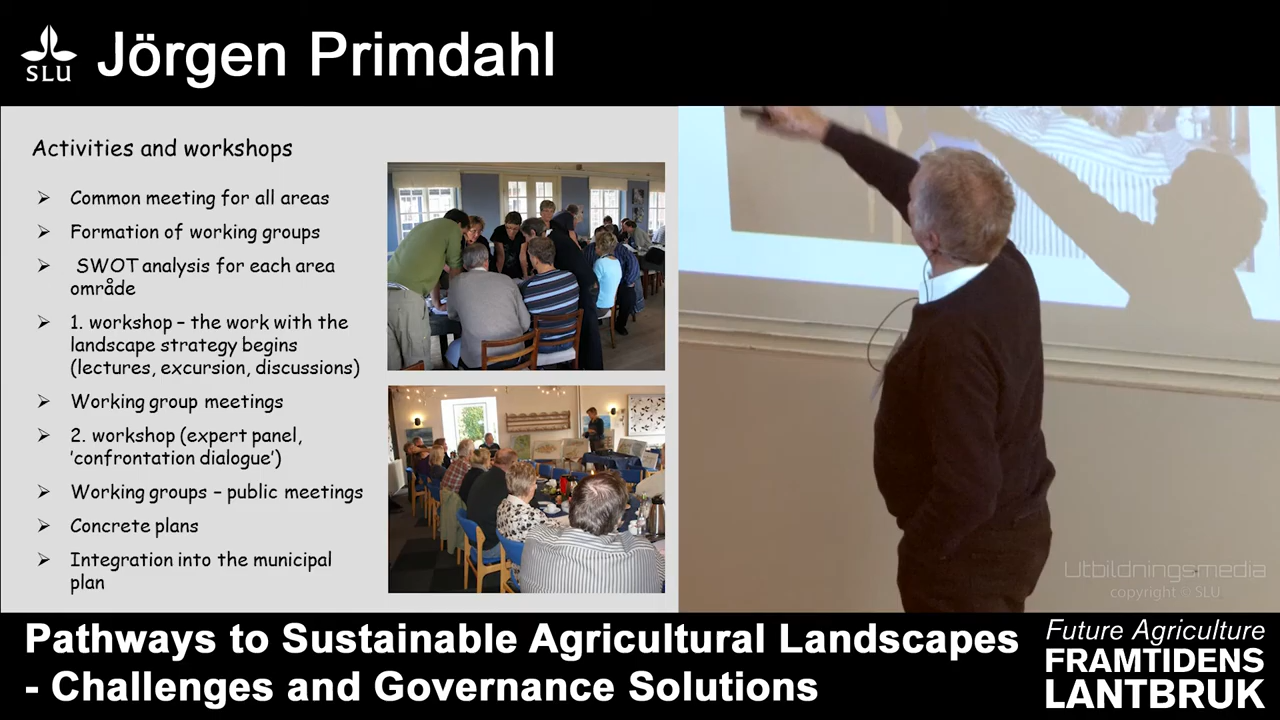 SLU
Jörgen Primdahl
Activities and workshops
Common meeting for all areas
Formation of working groups
SWOT analysis for each area
område
1. workshop – the work with the
landscape strategy begins
(lectures, excursion, discussions)
Working group meetings
2. workshop (expert panel,
’confrontation dialogue’)
Working groups – public meetings
Concrete plans
Integration into the municipal
plan
Utbildningsmedia
copyright © SLU
Pathways to Sustainable Agricultural Landscapes
- Challenges and Governance Solutions
Future Agriculture
FRAMTIDENS
LANTBRUK